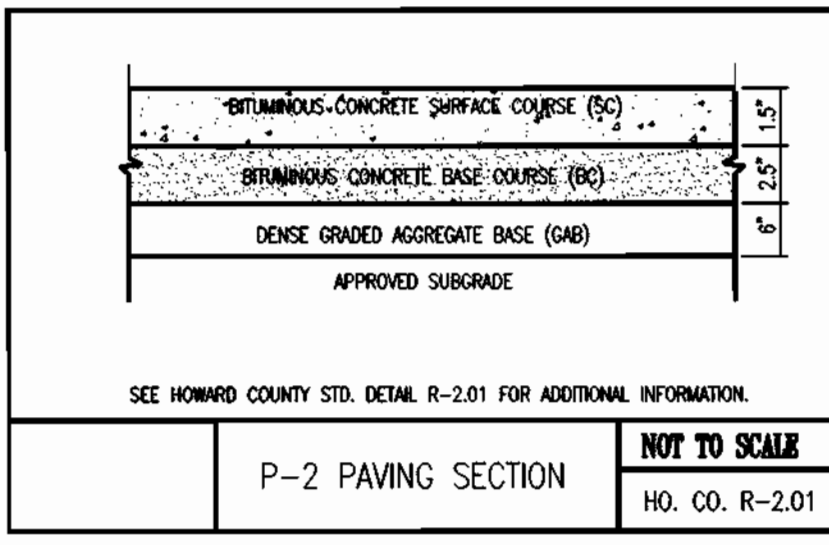 BITUMINOUS CONCRETE SURFACE COURSE (SC)
1.5"
BITUMINOUS CONCRETE BASE COURSE (BC)
2.5"
DENSE GRADED AGGREGATE BASE (GAB)
6"
APPROVED SUBGRADE
SEE HOWARD COUNTY STD. DETAIL R-2.01 FOR ADDITIONAL INFORMATION.
P-2 PAVING SECTION
NOT TO SCALE
HO. CO. R-2.01